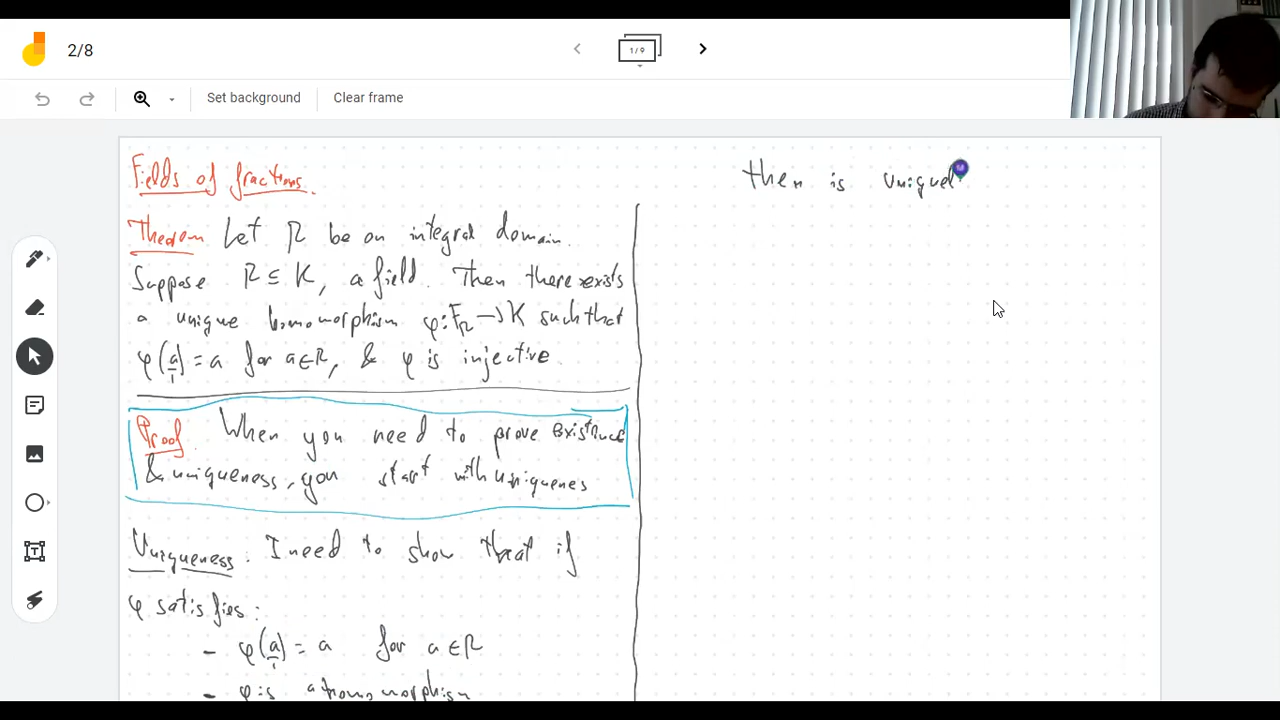 2/8
1/9
Set background
Clear frame
Fields of fractions.
Theorem Let R be an integral domain.
Suppose R ⊆ K, a field. Then there exists
a unique homomorphism φ: F_R → K such that
φ(a/1) = a for a∈R, & φ is injective
Proof. When you need to prove existence
& uniqueness, you start with uniquenes
Uniqueness. I need to show that if
φ satisfies:
- φ(a/1) = a for a∈R
- φ is a homomorphism
then is unique